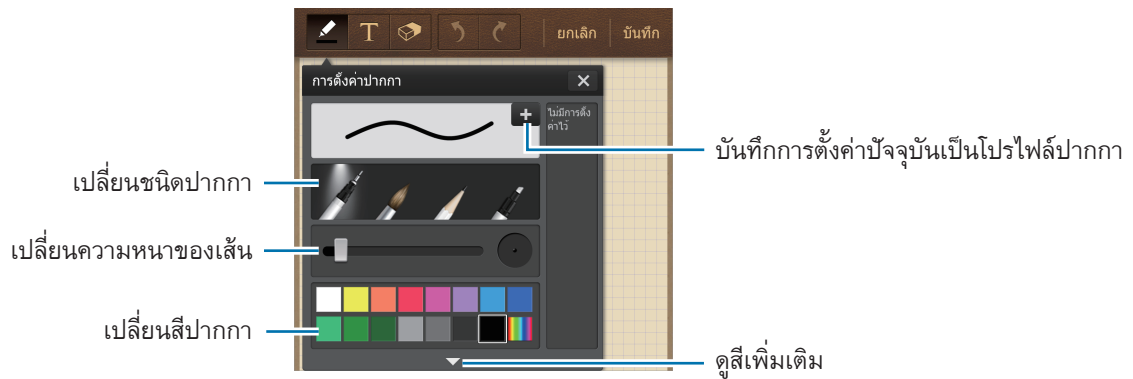 T
ยกเลิก
บันทึก
การตั้งค่าปากกา
ไม่มีการตั้ง
ค่าไว้
บันทึกการตั้งค่าปัจจุบันเป็นโปรไฟล์ปากกา
เปลี่ยนชนิดปากกา
เปลี่ยนความหนาของเส้น
เปลี่ยนสีปากกา
ดูสีเพิ่มเติม